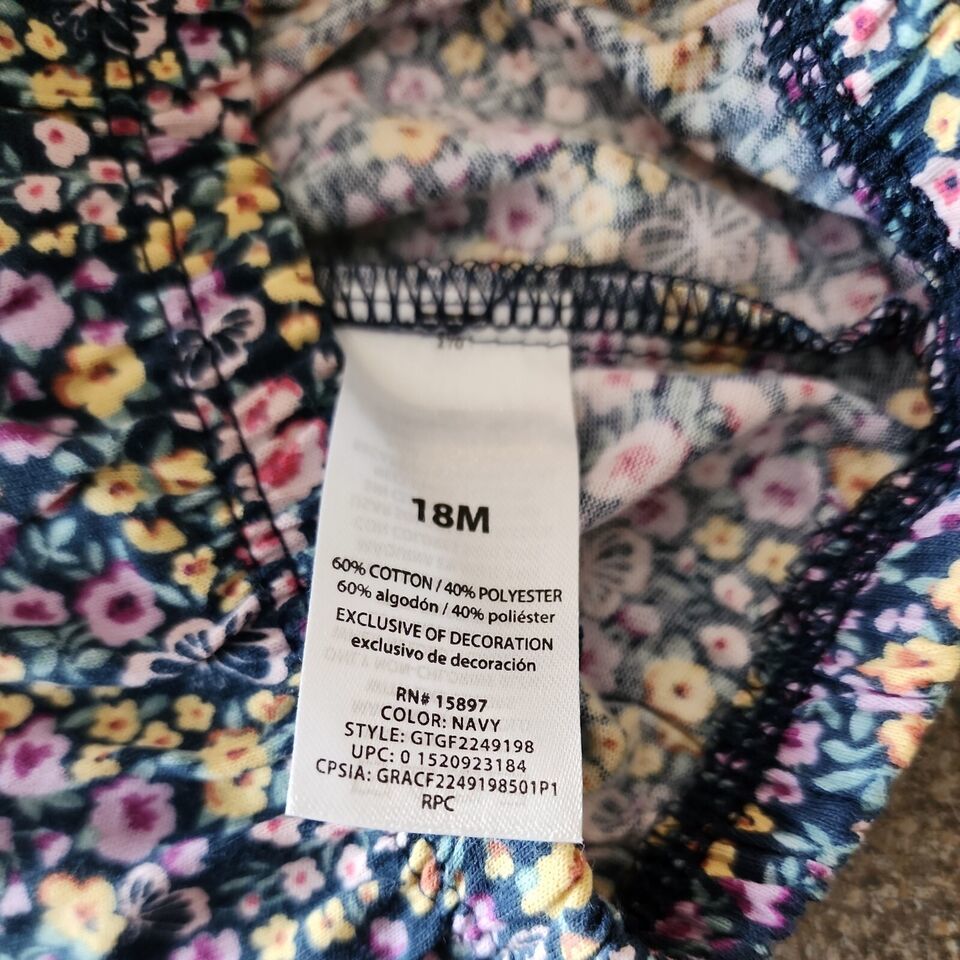 18M
60% COTTON / 40% POLYESTER
60% algodón / 40% poliéster
EXCLUSIVE OF DECORATION
exclusivo de decoración
RN# 15897
COLOR: NAVY
STYLE: GTGF2249198
UPC: 0 1520923184
CPSIA: GRACF2249198501P1
RPC